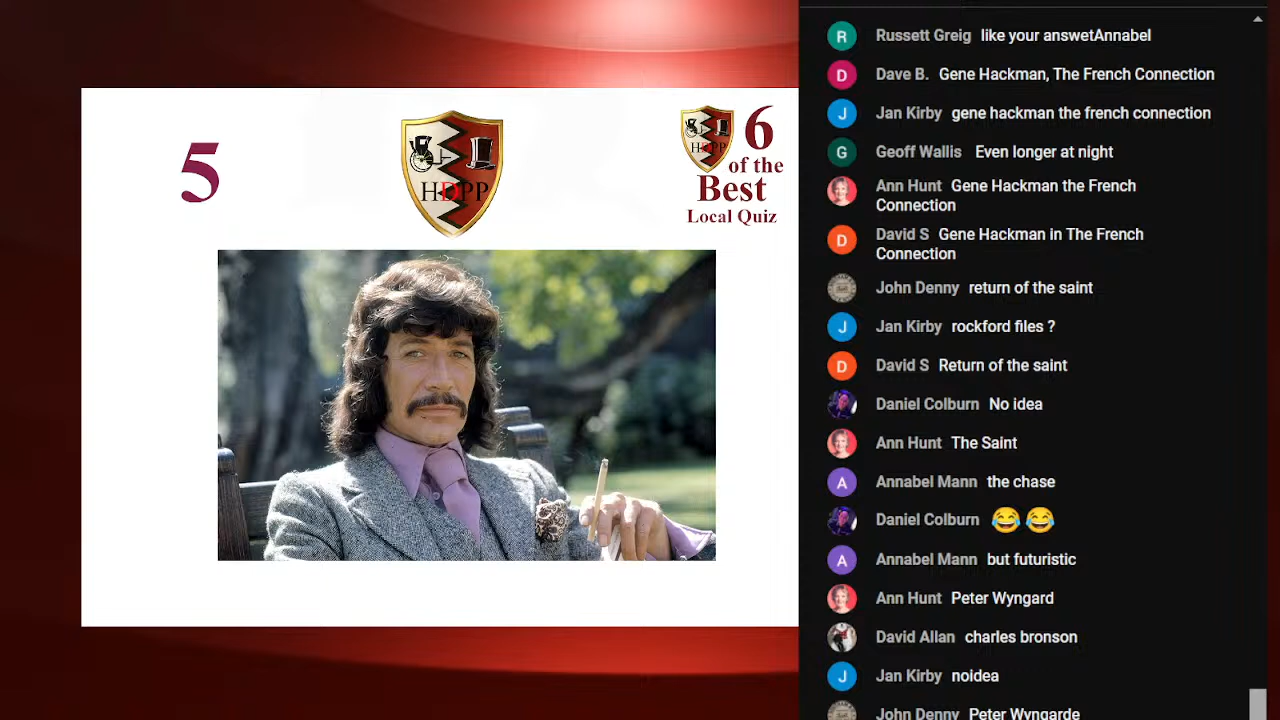 5
HDPP
HDPP
6
of the
Best
Local Quiz
Russett Greig like your answetAnnabel
Dave B. Gene Hackman, The French Connection
Jan Kirby gene hackman the french connection
Geoff Wallis Even longer at night
Ann Hunt Gene Hackman the French
Connection
David S Gene Hackman in The French
Connection
John Denny return of the saint
Jan Kirby rockford files ?
David S Return of the saint
Daniel Colburn No idea
Ann Hunt The Saint
Annabel Mann the chase
Daniel Colburn 😂 😂
Annabel Mann but futuristic
Ann Hunt Peter Wyngard
David Allan charles bronson
Jan Kirby noidea
John Denny Peter Wyngarde
R
D
J
G
D
J
D
A
A
J